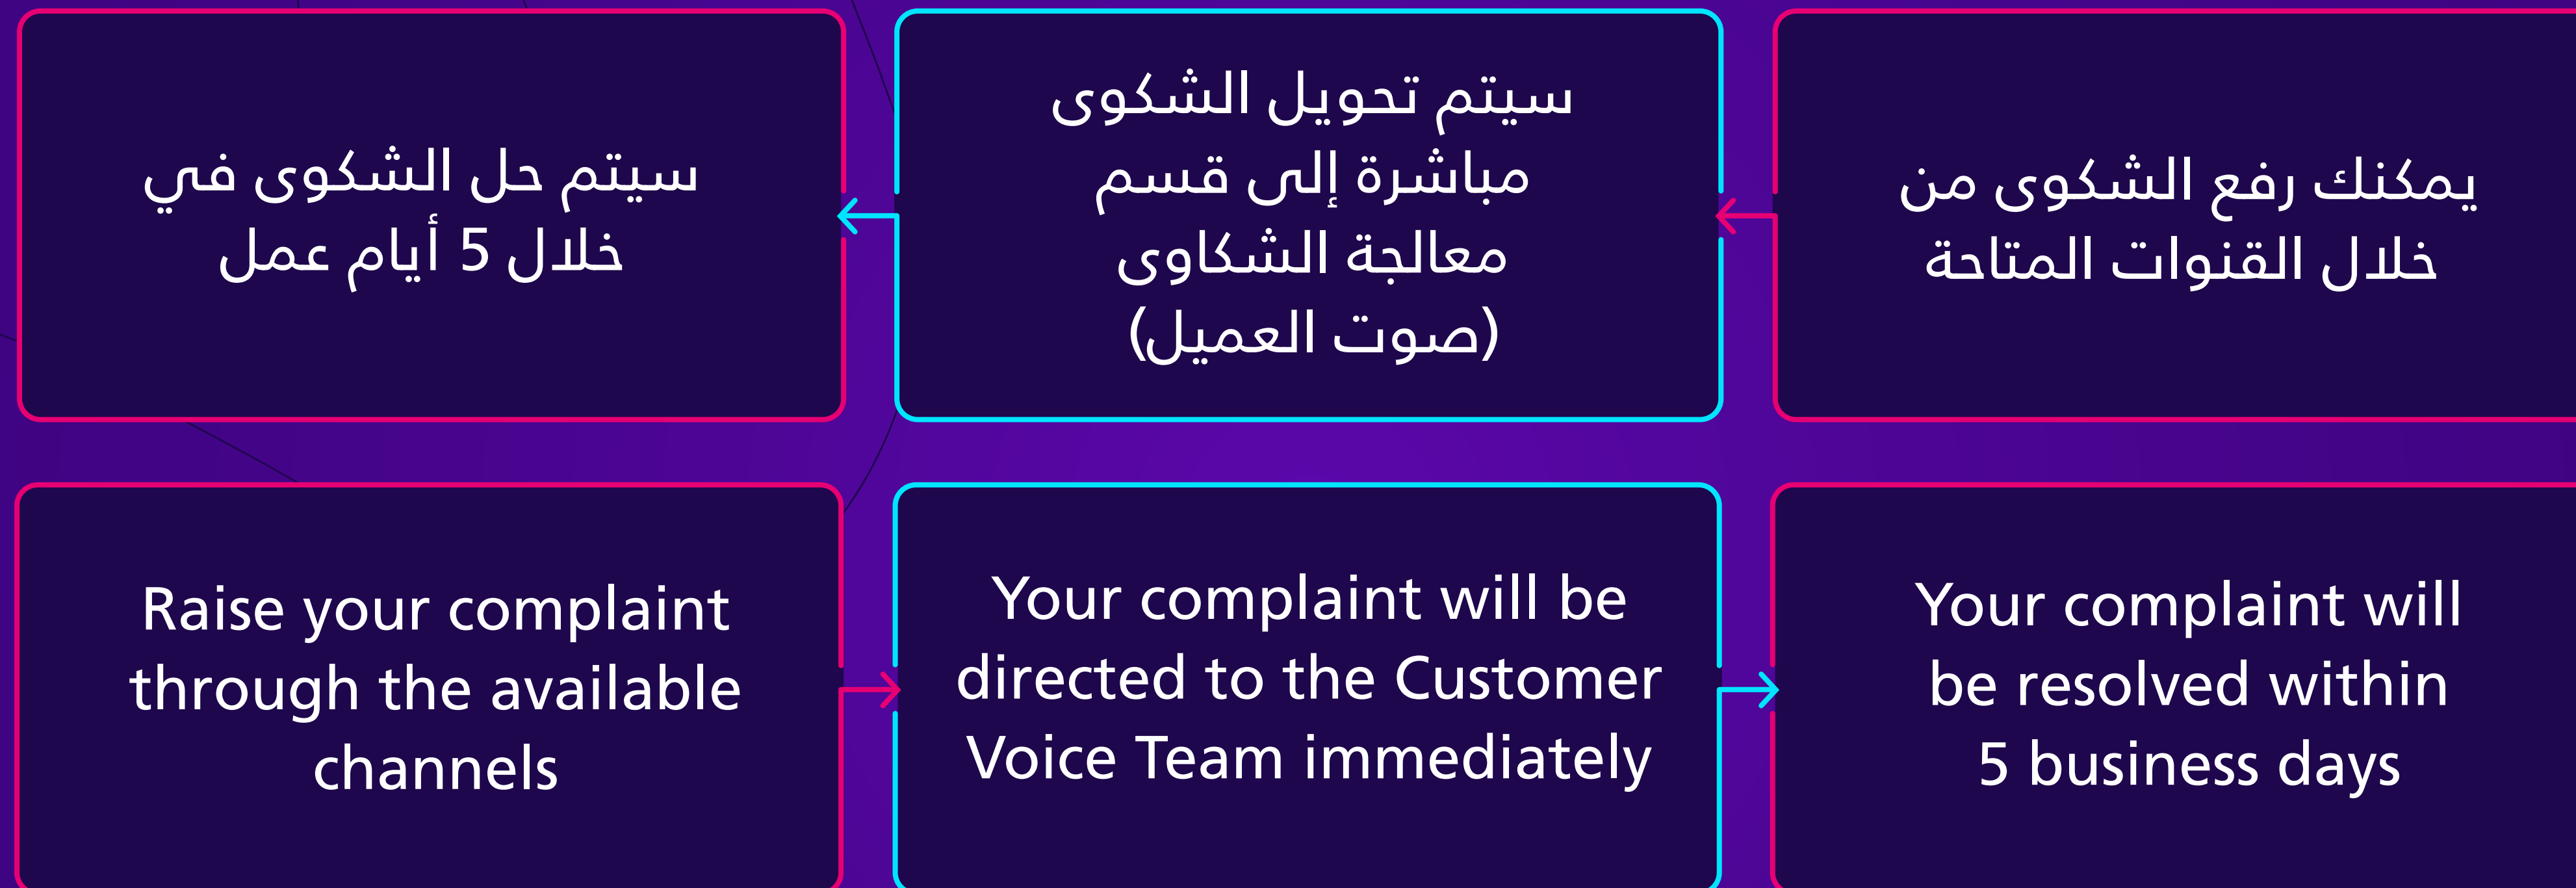 يمكنك رفع الشكوى من
خلال القنوات المتاحة
سيتم تحويل الشكوى
مباشرة إلى قسم
معالجة الشكاوى
(صوت العميل)
سيتم حل الشكوى في
خلال 5 أيام عمل
Raise your complaint
through the available
channels
Your complaint will be
directed to the Customer
Voice Team immediately
Your complaint will
be resolved within
5 business days